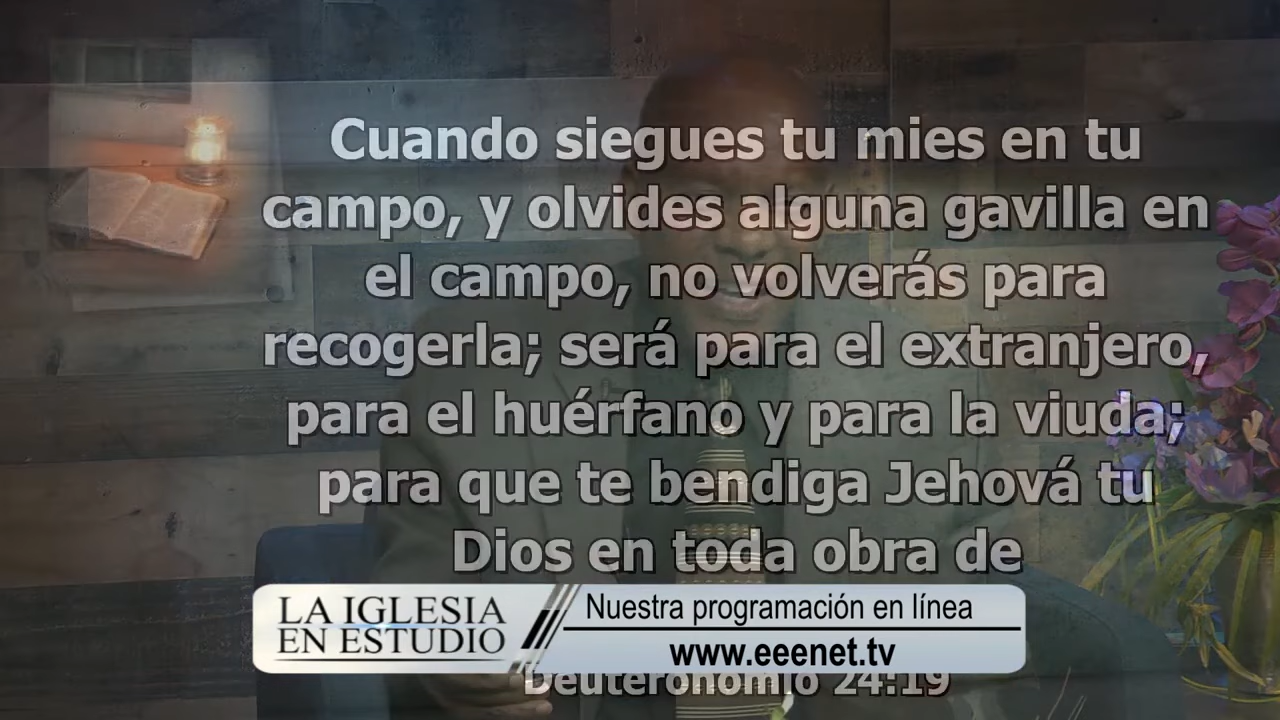 Cuando siegues tu mies en tu
campo, y olvides alguna gavilla en
el campo, no volverás para
recogerla; será para el extranjero,
para el huérfano y para la viuda;
para que te bendiga Jehová tu
Dios en toda obra de
LA IGLESIA
EN ESTUDIO
Nuestra programación en línea
www.eeenet.tv
Deuteronomio 24:19